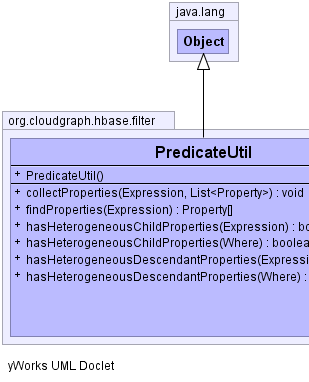 java.lang
Object
org.cloudgraph.hbase.filter
PredicateUtil
+ PredicateUtil()
+ collectProperties(Expression, List<Property>) : void
+ findProperties(Expression) : Property[]
+ hasHeterogeneousChildProperties(Expression) : bo
+ hasHeterogeneousChildProperties(Where) : boolea
+ hasHeterogeneousDescendantProperties(Express
+ hasHeterogeneousDescendantProperties(Where) :
yWorks UML Doclet